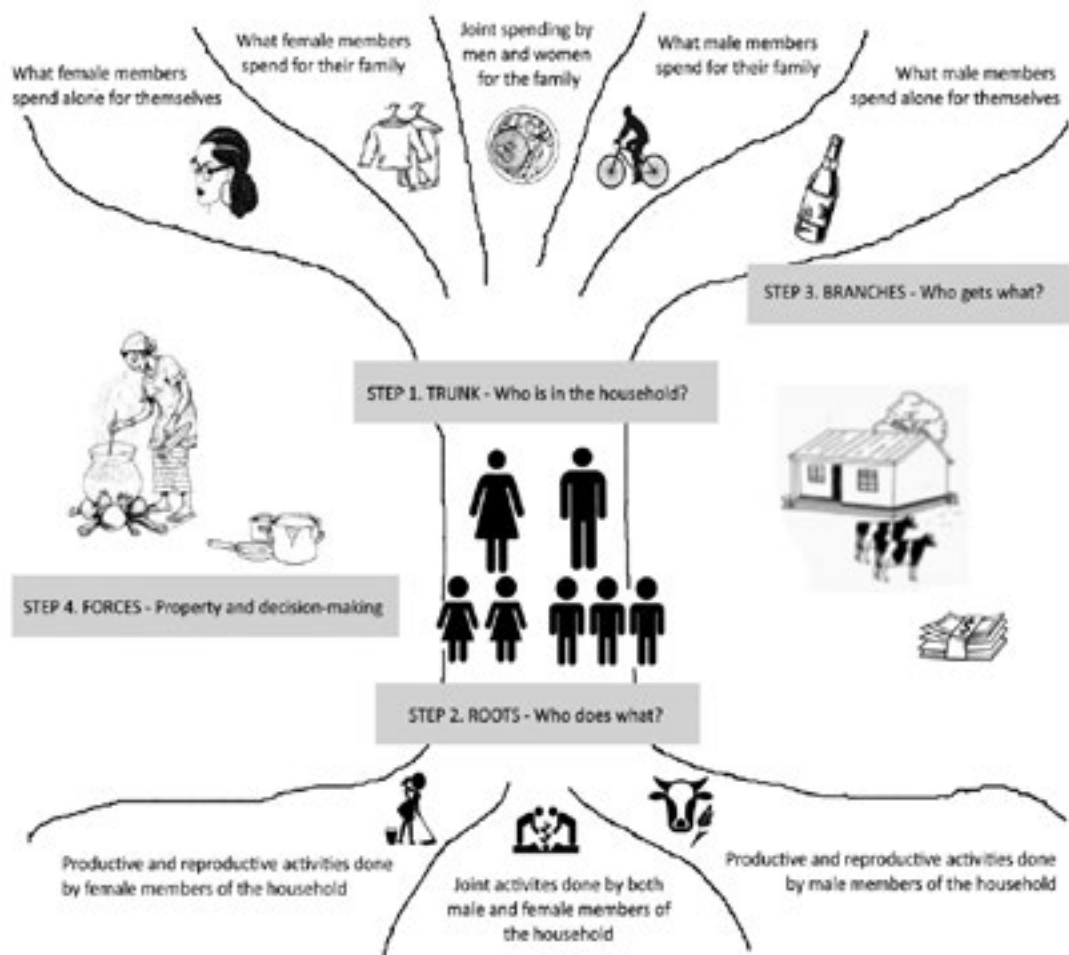 What female members
spend alone for themselves
What female members
spend for their family
Joint spending by
men and women
for the family
What male members
spend for their family
What male members
spend alone for themselves
STEP 3. BRANCHES - Who gets what?
STEP 1. TRUNK - Who is in the household?
STEP 4. FORCES - Property and decision-making
STEP 2. ROOTS - Who does what?
Productive and reproductive activities done
by female members of the household
Joint activites done by both
male and female members of
the household
Productive and reproductive activities done
by male members of the household